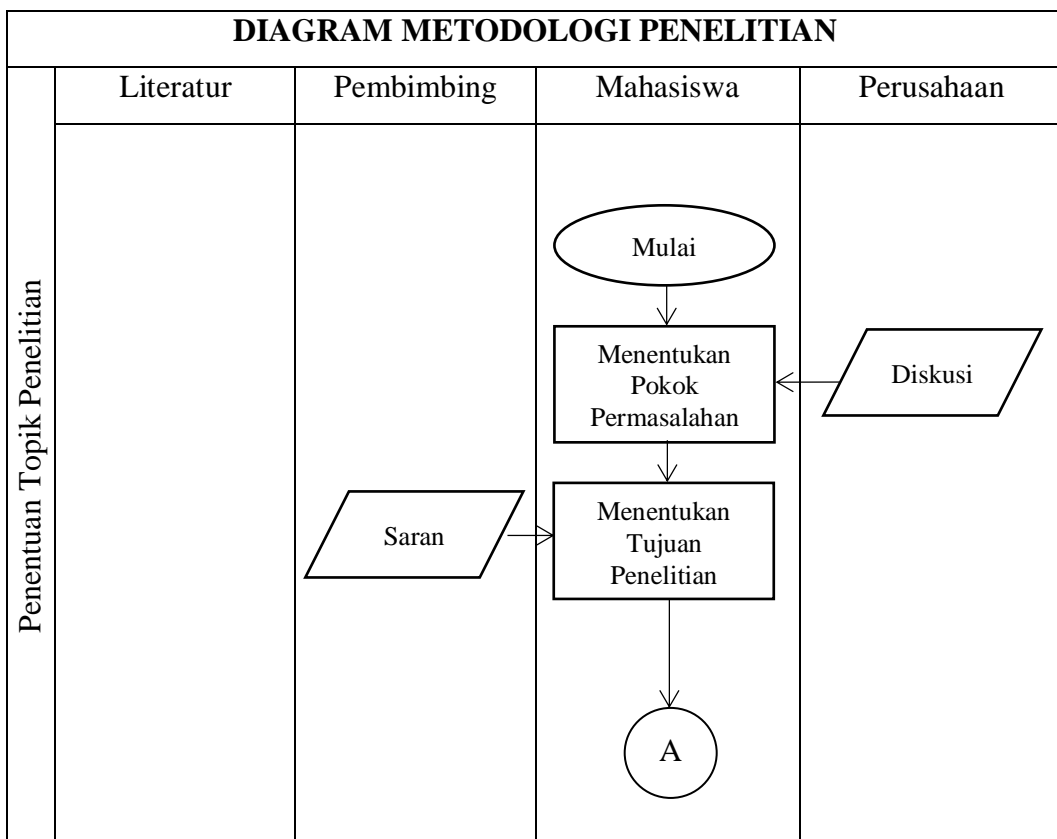 DIAGRAM METODOLOGI PENELITIAN
Literatur
Pembimbing
Mahasiswa
Perusahaan
Penentuan Topik Penelitian
Mulai
Menentukan
Pokok
Permasalahan
Diskusi
Saran
Menentukan
Tujuan
Penelitian
A